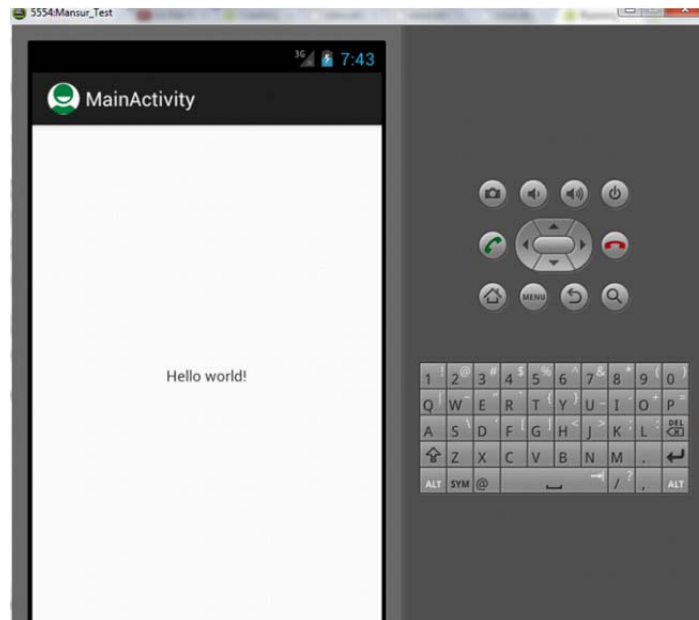 5554:Mansur_Test
3G 7:43
MainActivity
Hello world!
MENU
1 ! 2 @ 3 # 4 $ 5 % 6 ^ 7 & 8 * 9 ( 0 )
Q W E R T { Y } U I O + P =
A S \ D F [ G ] H < J > K ; L : DEL
Z X C V B N M .
ALT SYM @ / ? , ALT